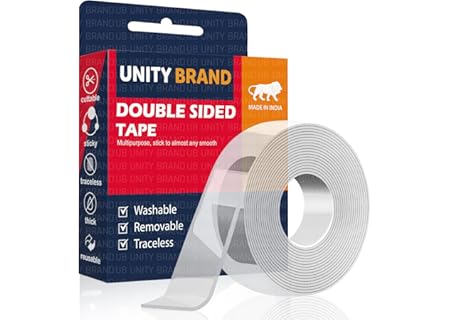 UNITY BRAND
MADE IN INDIA
DOUBLE SIDED
TAPE
Multipurpose, stick to almost any smooth
cuttable
sticky
traceless
thick
reunable
Washable
Removable
Traceless